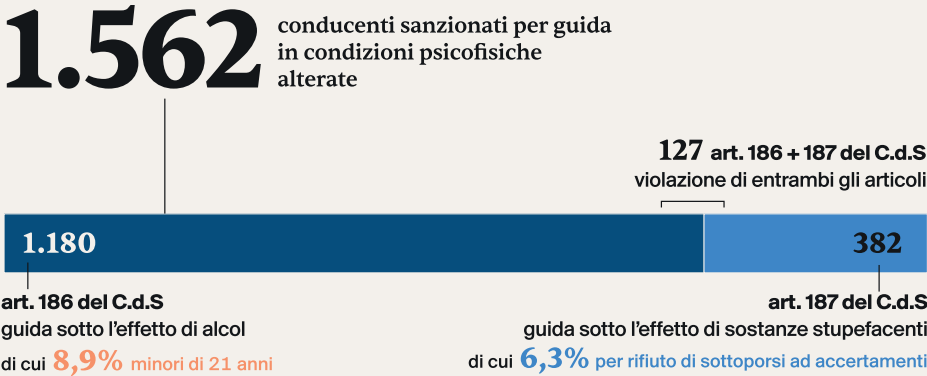 1.562
conducenti sanzionati per guida
in condizioni psicofisiche
alterate
127 art. 186 + 187 del C.d.S
violazione di entrambi gli articoli
1.180
382
art. 186 del C.d.S
guida sotto l'effetto di alcol
di cui 8,9% minori di 21 anni
art. 187 del C.d.S
guida sotto l'effetto di sostanze stupefacenti
di cui 6,3% per rifiuto di sottoporsi ad accertamenti